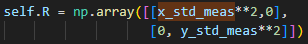 self.R = np.array([[x_std_meas**2,0],
[0, y_std_meas**2]])